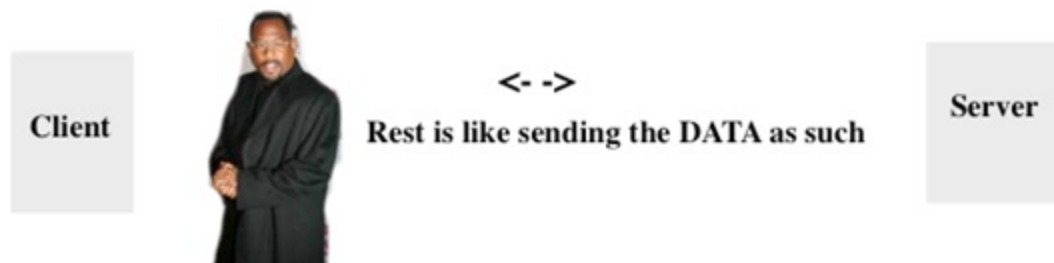 Client
<- ->
Rest is like sending the DATA as such
Server